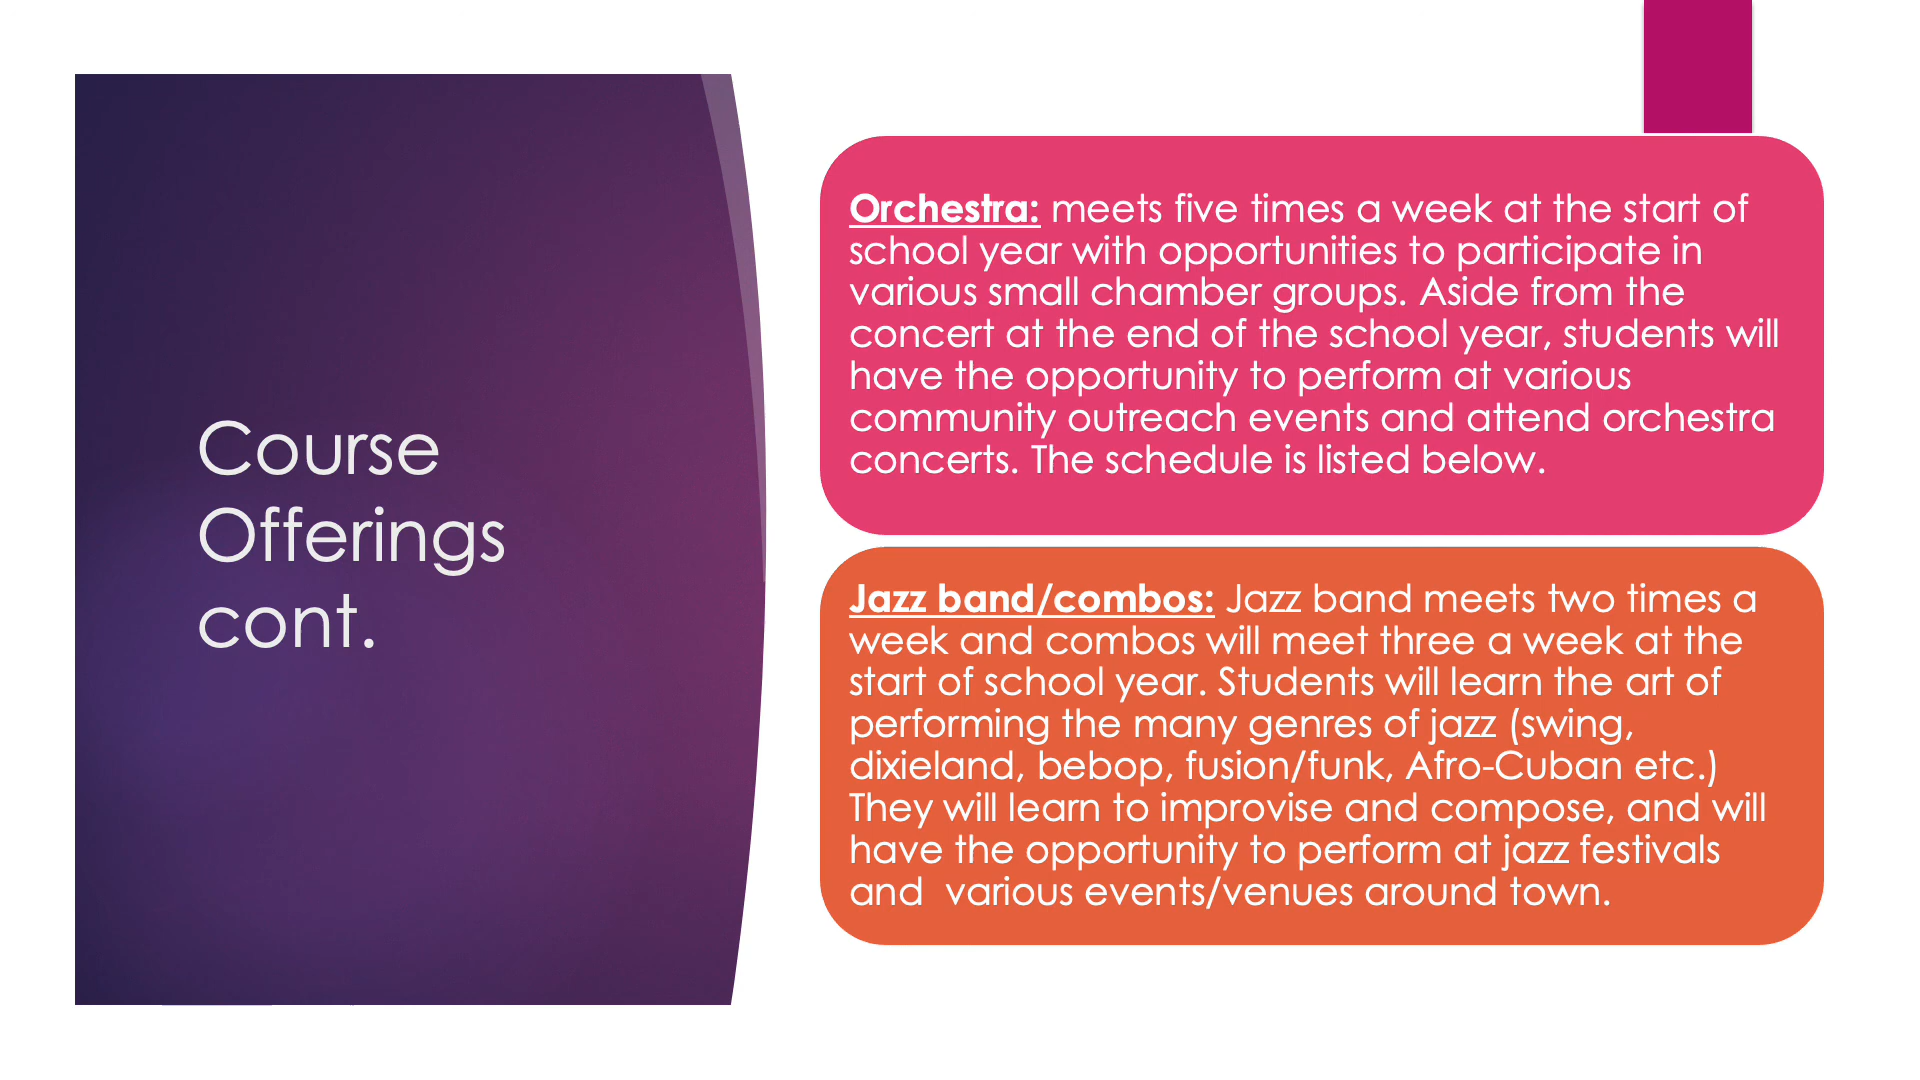 Course
Offerings
cont.
Orchestra: meets five times a week at the start of
school year with opportunities to participate in
various small chamber groups. Aside from the
concert at the end of the school year, students will
have the opportunity to perform at various
community outreach events and attend orchestra
concerts. The schedule is listed below.
Jazz band/combos: Jazz band meets two times a
week and combos will meet three a week at the
start of school year. Students will learn the art of
performing the many genres of jazz (swing,
dixieland, bebop, fusion/funk, Afro-Cuban etc.)
They will learn to improvise and compose, and will
have the opportunity to perform at jazz festivals
and  various events/venues around town.